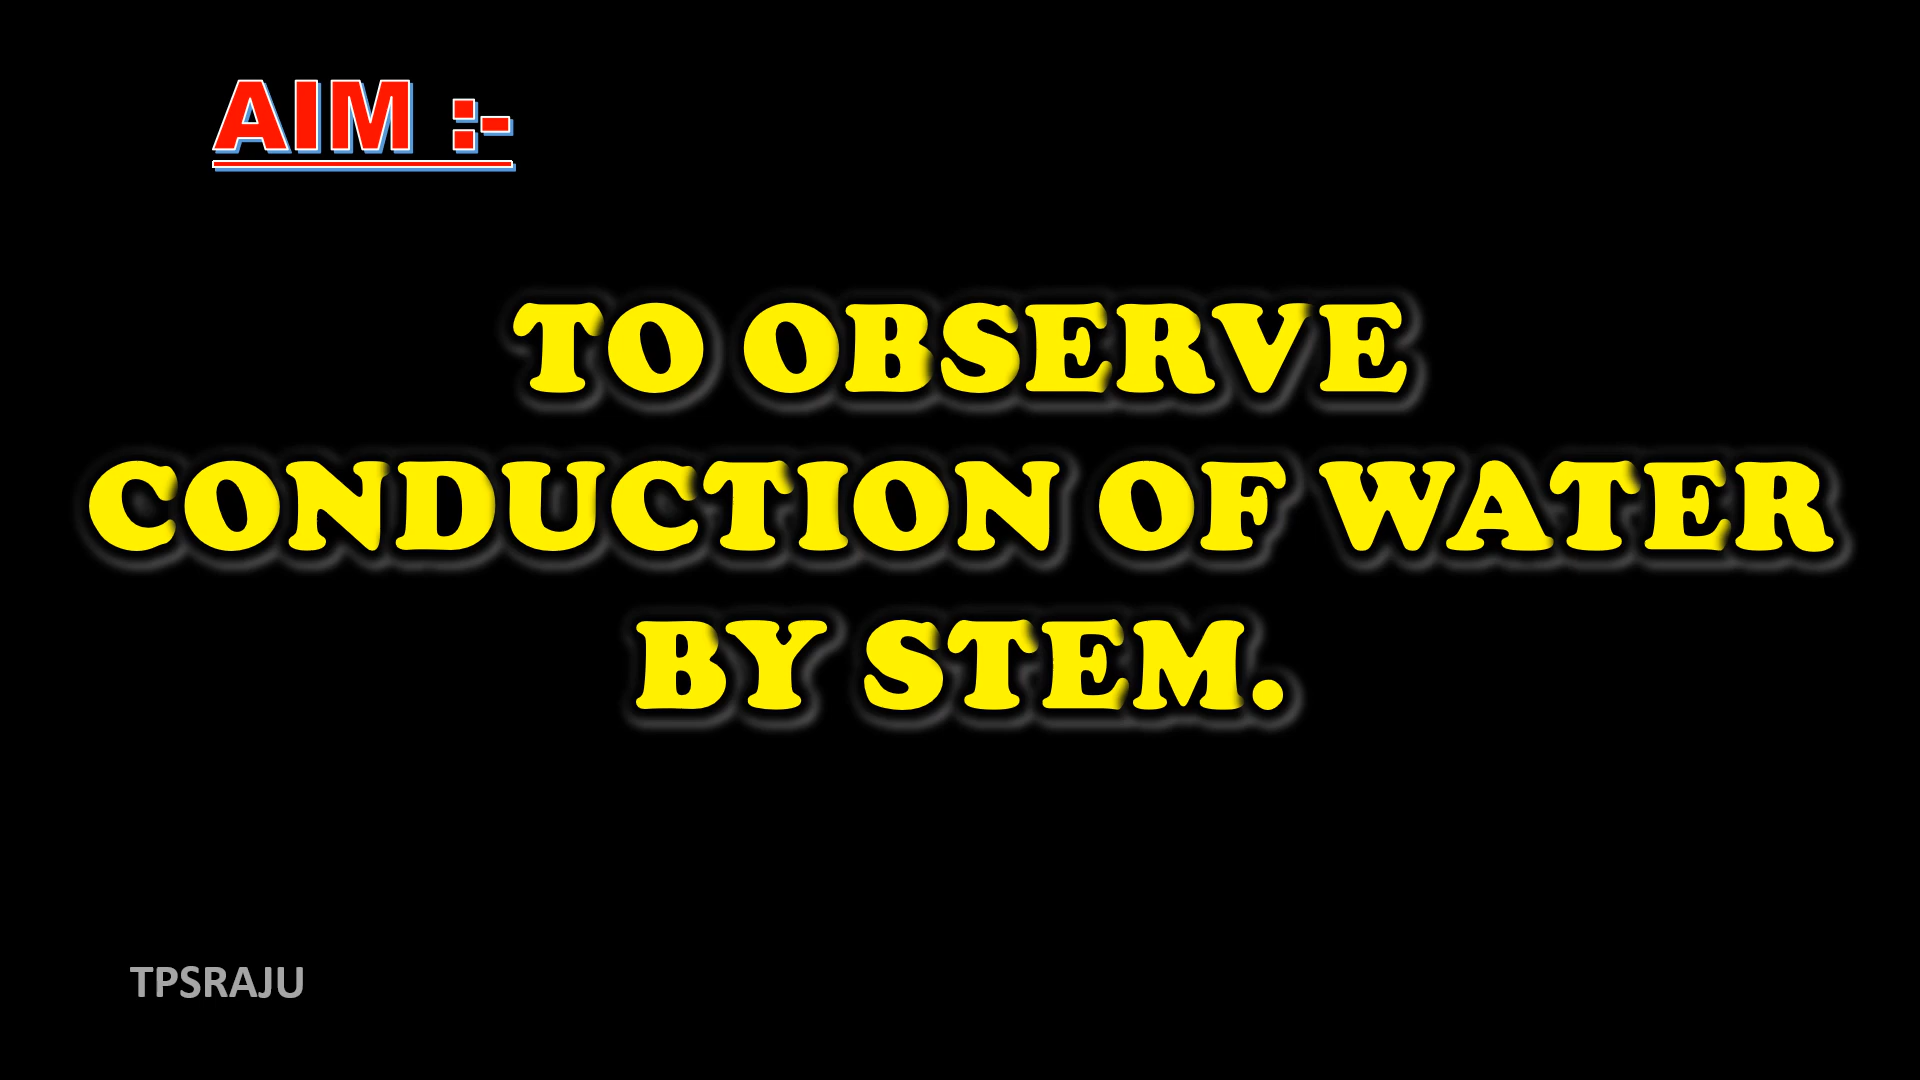 AIM :-
TO OBSERVE
CONDUCTION OF WATER
BY STEM.
TPSRAJU